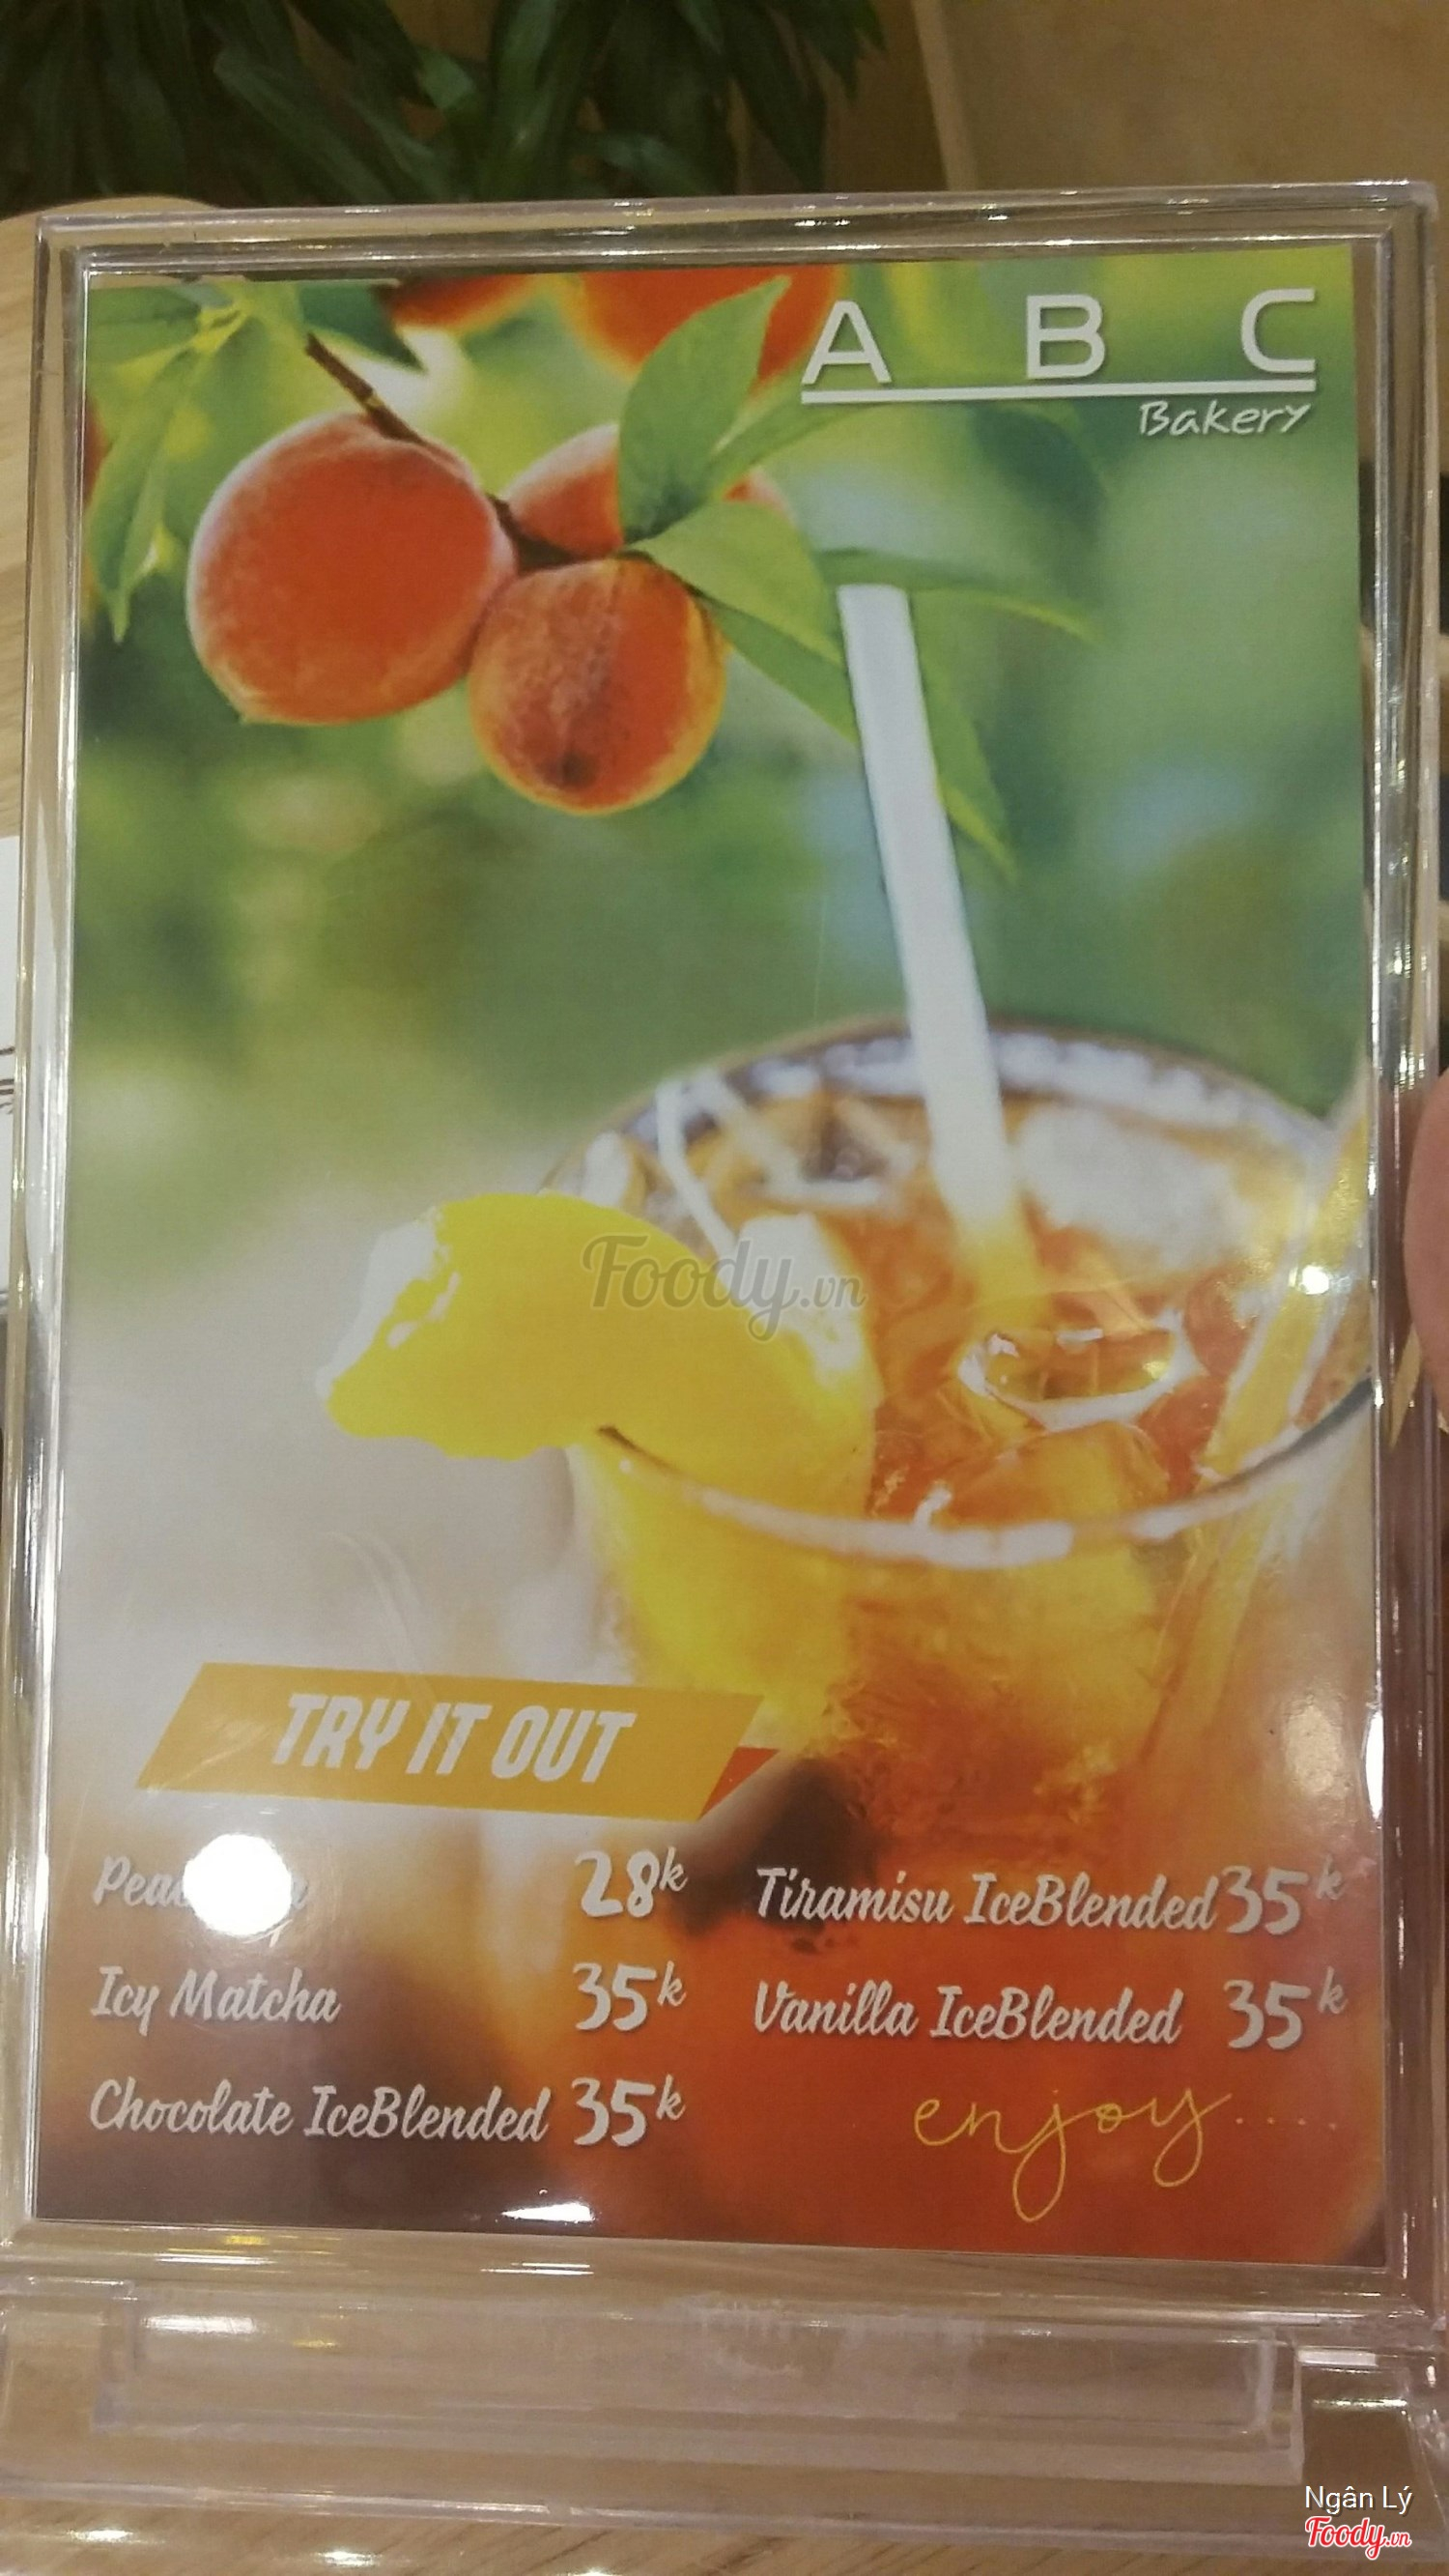 A B C
Bakery
Foody.vn
TRY IT OUT
28k
Icy Matcha 35k
Chocolate IceBlended 35k
Tiramisu IceBlended 35k
Vanilla IceBlended 35k
enjoy.....
Ngân Lý
Foody.vn